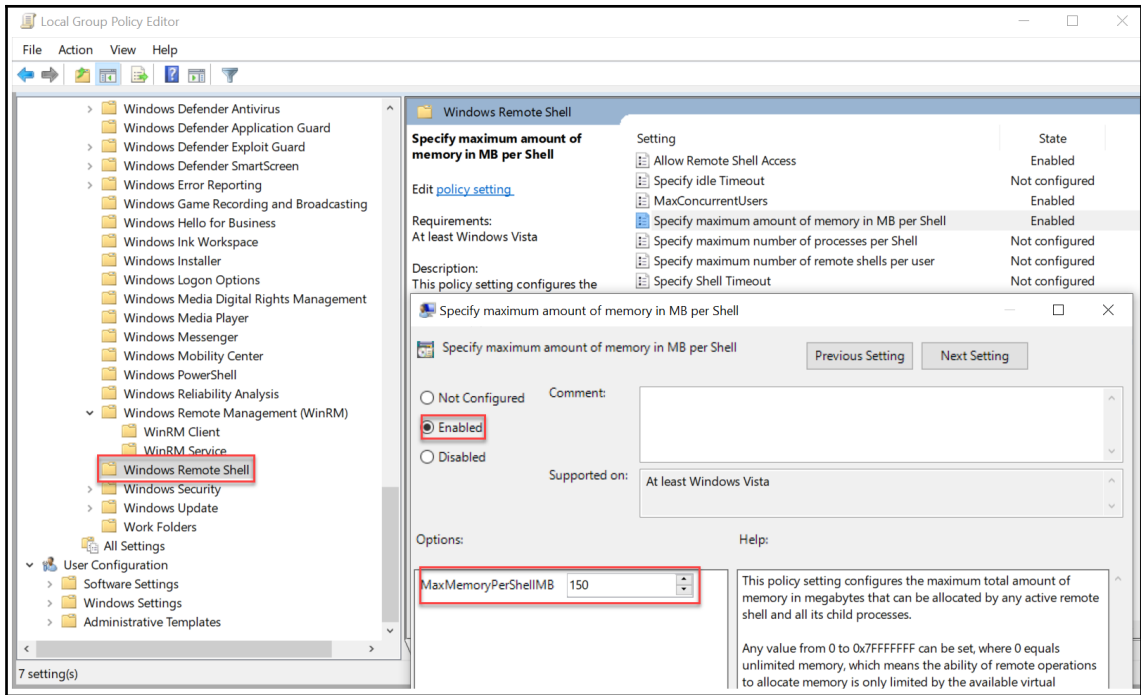 Local Group Policy Editor
File Action View Help
Windows Defender Antivirus
Windows Defender Application Guard
Windows Defender Exploit Guard
Windows Defender SmartScreen
Windows Error Reporting
Windows Game Recording and Broadcasting
Windows Hello for Business
Windows Ink Workspace
Windows Installer
Windows Logon Options
Windows Media Digital Rights Management
Windows Media Player
Windows Messenger
Windows Mobility Center
Windows PowerShell
Windows Reliability Analysis
Windows Remote Management (WinRM)
WinRM Client
WinRM Service
Windows Remote Shell
Windows Security
Windows Update
Work Folders
All Settings
User Configuration
Software Settings
Windows Settings
Administrative Templates
7 setting(s)
Windows Remote Shell
Specify maximum amount of
memory in MB per Shell
Edit policy setting
Requirements:
At least Windows Vista
Description:
This policy setting configures the
Setting State
Allow Remote Shell Access Enabled
Specify idle Timeout Not configured
MaxConcurrentUsers Enabled
Specify maximum amount of memory in MB per Shell Enabled
Specify maximum number of processes per Shell Not configured
Specify maximum number of remote shells per user Not configured
Specify Shell Timeout Not configured
Specify maximum amount of memory in MB per Shell
Specify maximum amount of memory in MB per Shell
Previous Setting Next Setting
Not Configured Comment:
Enabled
Disabled
Supported on: At least Windows Vista
Options: Help:
MaxMemoryPerShellMB 150
This policy setting configures the maximum total amount of
memory in megabytes that can be allocated by any active remote
shell and all its child processes.
Any value from 0 to 0x7FFFFFFF can be set, where 0 equals
unlimited memory, which means the ability of remote operations
to allocate memory is only limited by the available virtual